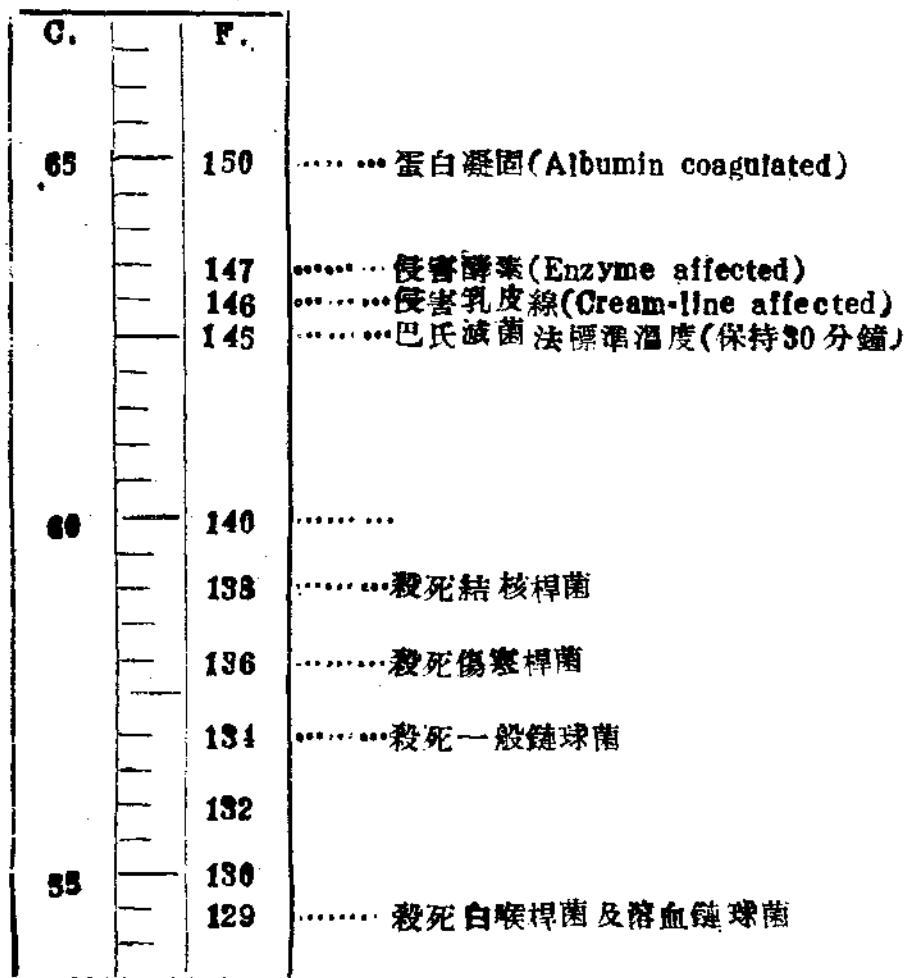 C. F.
65 150 ........ 蛋白凝固(Albumin coagulated)
147 ........ 侵害酵素(Enzyme affected)
146 ........ 侵害乳皮線(Cream-line affected)
145 ........ 巴氏滅菌法標準溫度(保持30分鐘)
60 140 ........
138 ........ 殺死結核桿菌
136 ........ 殺死傷寒桿菌
134 ........ 殺死一般鏈球菌
132
55 130
129 ....... 殺死白喉桿菌及溶血鏈球菌